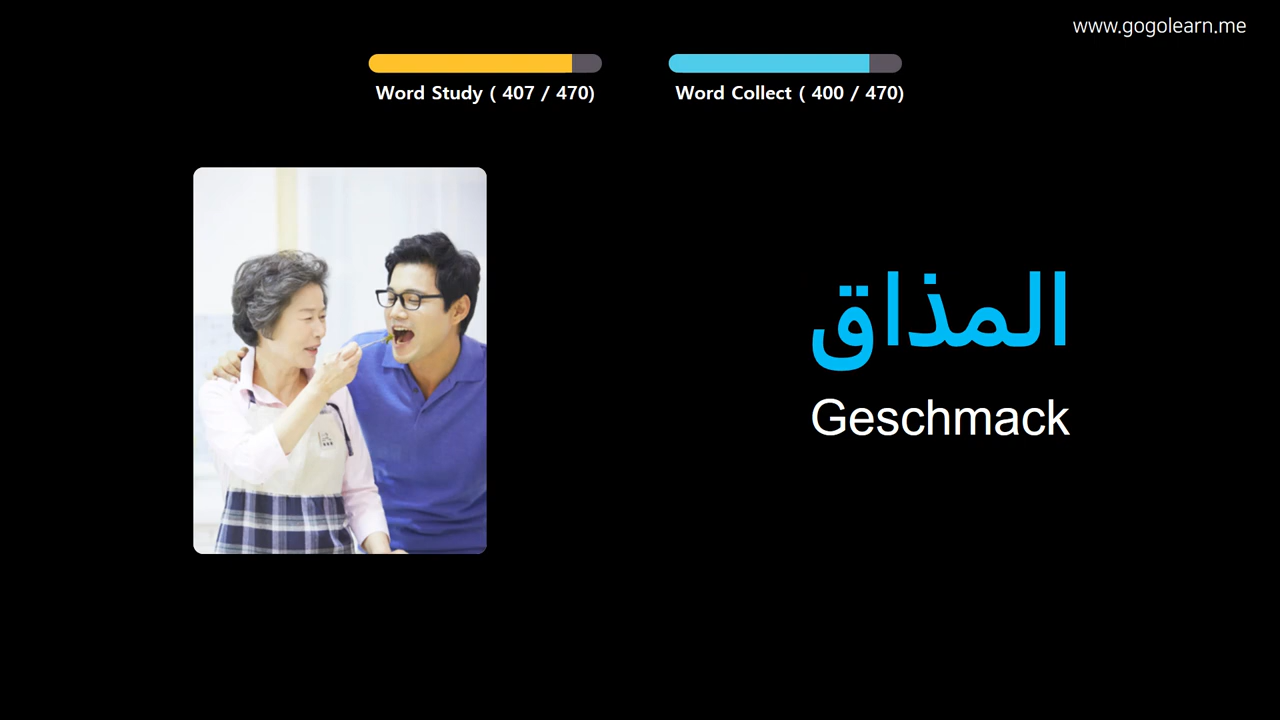 www.gogolearn.me
Word Study ( 407 / 470)
Word Collect ( 400 / 470)
المذاق
Geschmack